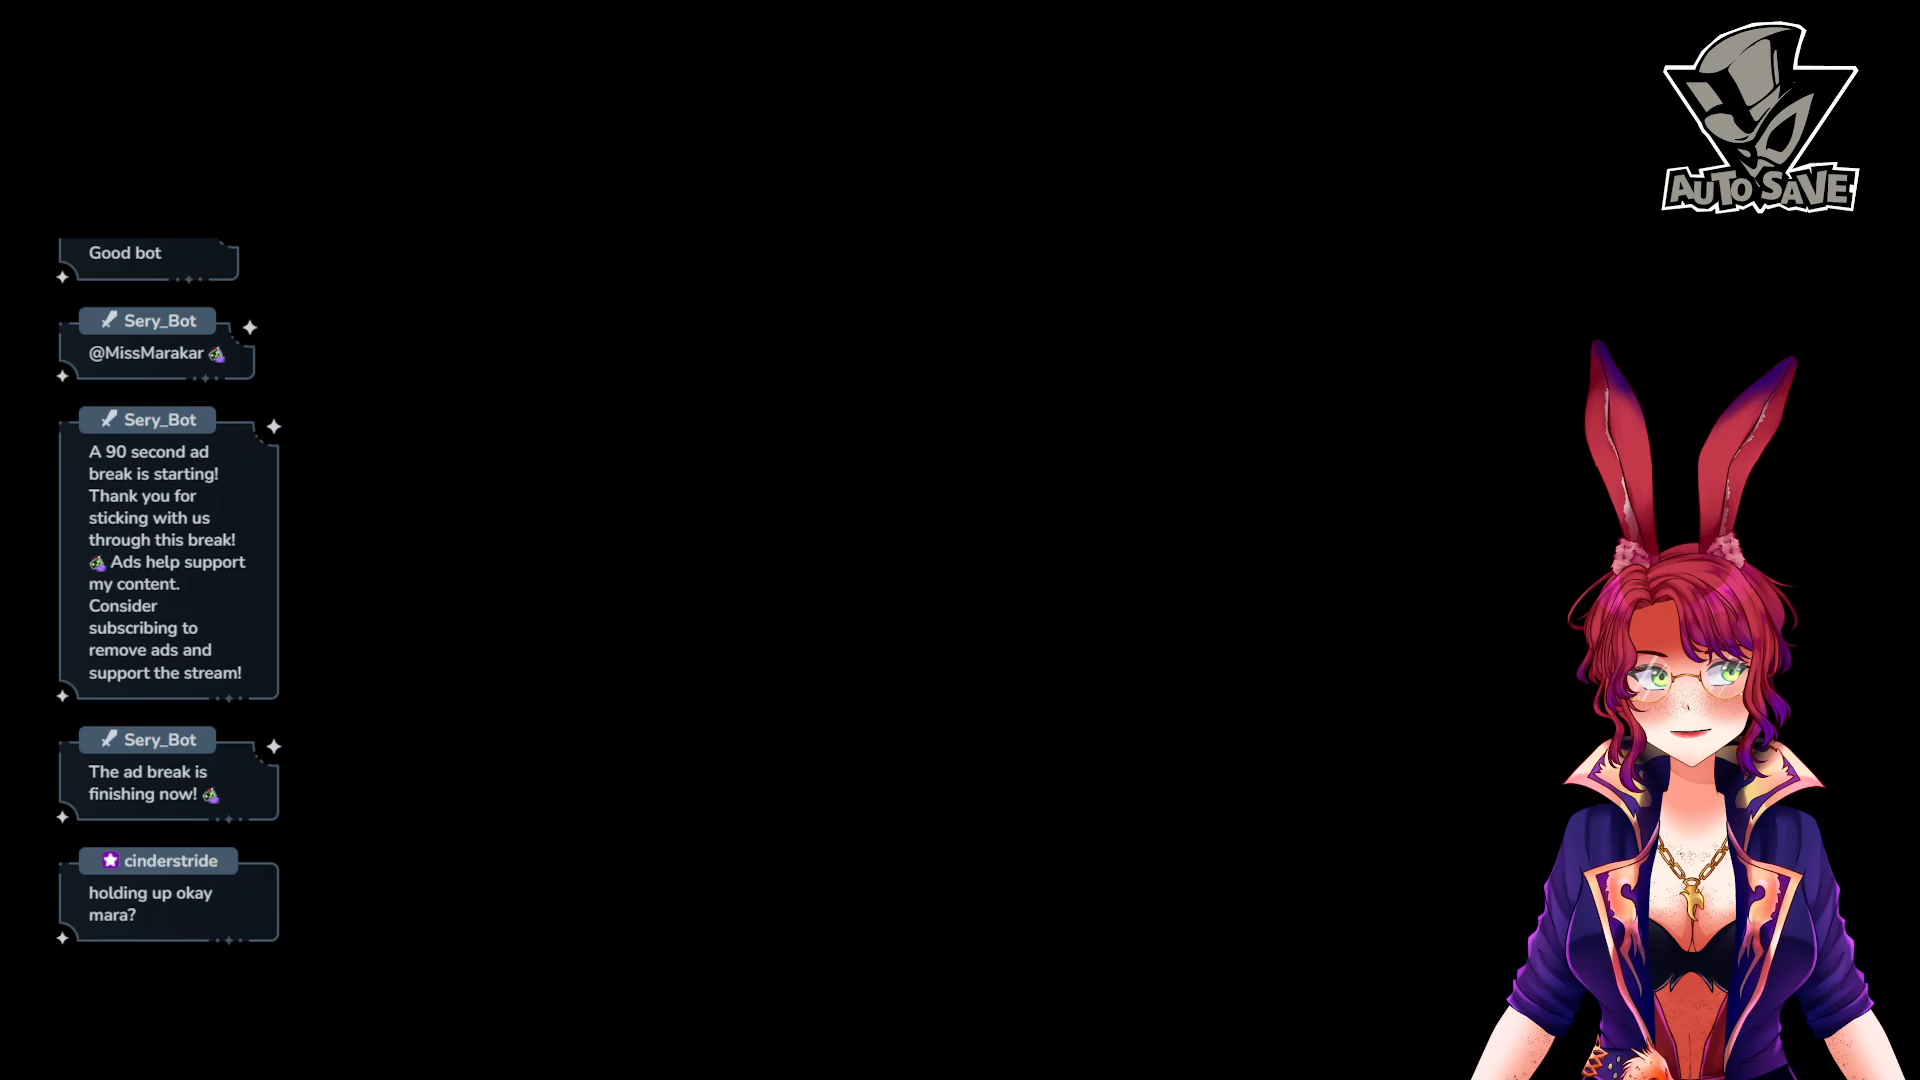 AUTO SAVE
Good bot
Sery_Bot
@MissMarakar
Sery_Bot
A 90 second ad
break is starting!
Thank you for
sticking with us
through this break!
Ads help support
my content.
Consider
subscribing to
remove ads and
support the stream!
Sery_Bot
The ad break is
finishing now!
cinderstride
holding up okay
mara?